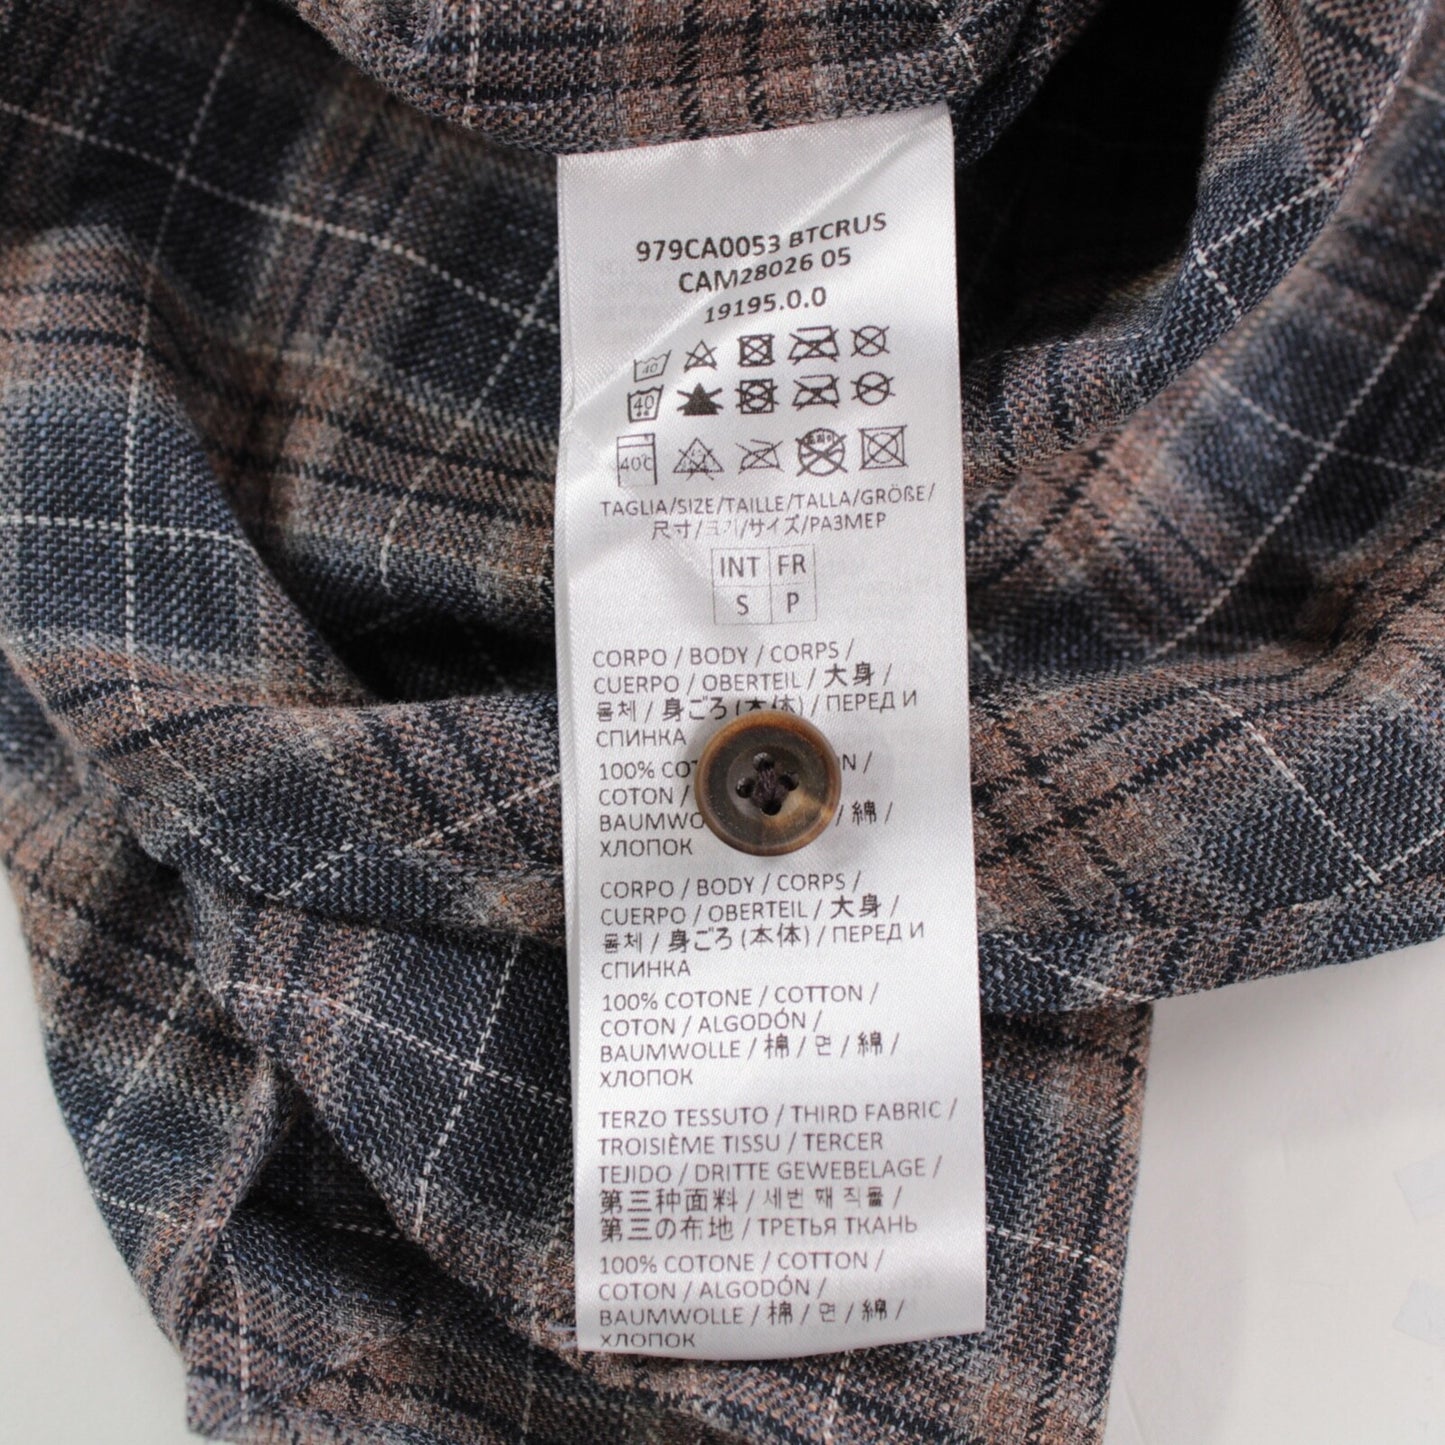 979CA0053 BTCRUS
CAM28026 05
19195.0.0
40
40
40C
TAGLIA/SIZE/TAILLE/TALLA/GRÖßE/
尺寸/크기/サイズ/РАЗМЕР
INT FR
S P
CORPO / BODY / CORPS /
CUERPO / OBERTEIL / 大身 /
몸체 / 身ごろ (本体) / ПЕРЕД И
СПИНКА
100%
COTON /
/ 綿 /
ХЛОПОК
CORPO / BODY / CORPS /
CUERPO / OBERTEIL / 大身 /
몸체 / 身ごろ (本体) / ПЕРЕД И
СПИНКА
100% COTONE / COTTON /
COTON / ALGODÓN /
BAUMWOLLE / 棉 / 면 / 綿 /
ХЛОПОК
TERZO TESSUTO / THIRD FABRIC /
TROISIÈME TISSU / TERCER
TEJIDO / DRITTE GEWEBELAGE /
第三种面料 / 세번 째 직물 /
第三の布地 / ТРЕТЬЯ ТКАНЬ
100% COTONE / COTTON /
COTON / ALGODÓN /
BAUMWOLLE / 棉 / 면 / 綿 /
ХЛОПОК